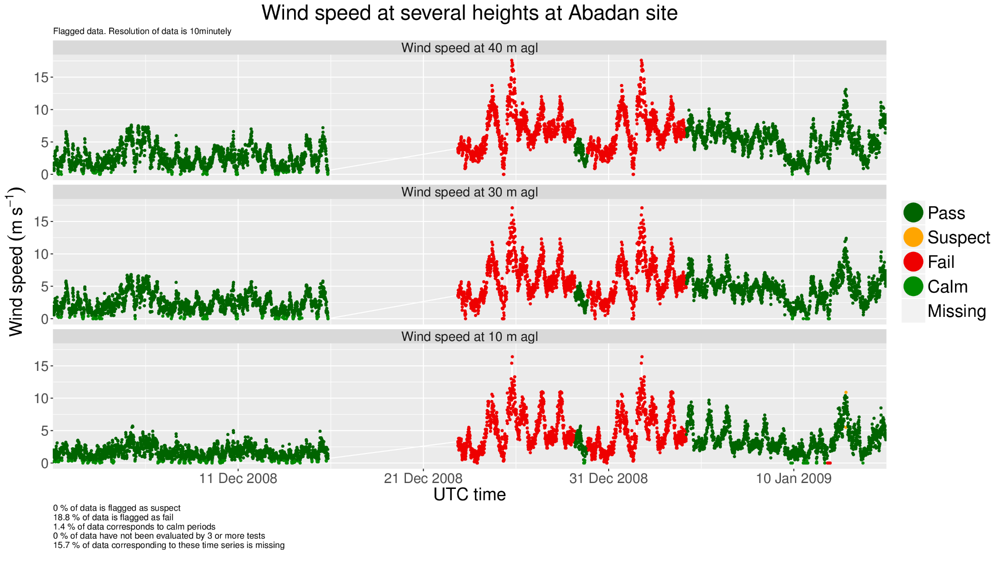 Wind speed at several heights at Abadan site
Flagged data. Resolution of data is 10minutely
Wind speed at 40 m agl
15
10
5
0
Wind speed at 30 m agl
15
10
5
0
Wind speed at 10 m agl
15
10
5
0
Wind speed (m s⁻¹)
11 Dec 2008
21 Dec 2008
31 Dec 2008
10 Jan 2009
UTC time
Pass
Suspect
Fail
Calm
Missing
0 % of data is flagged as suspect
18.8 % of data is flagged as fail
1.4 % of data corresponds to calm periods
0 % of data have not been evaluated by 3 or more tests
15.7 % of data corresponding to these time series is missing